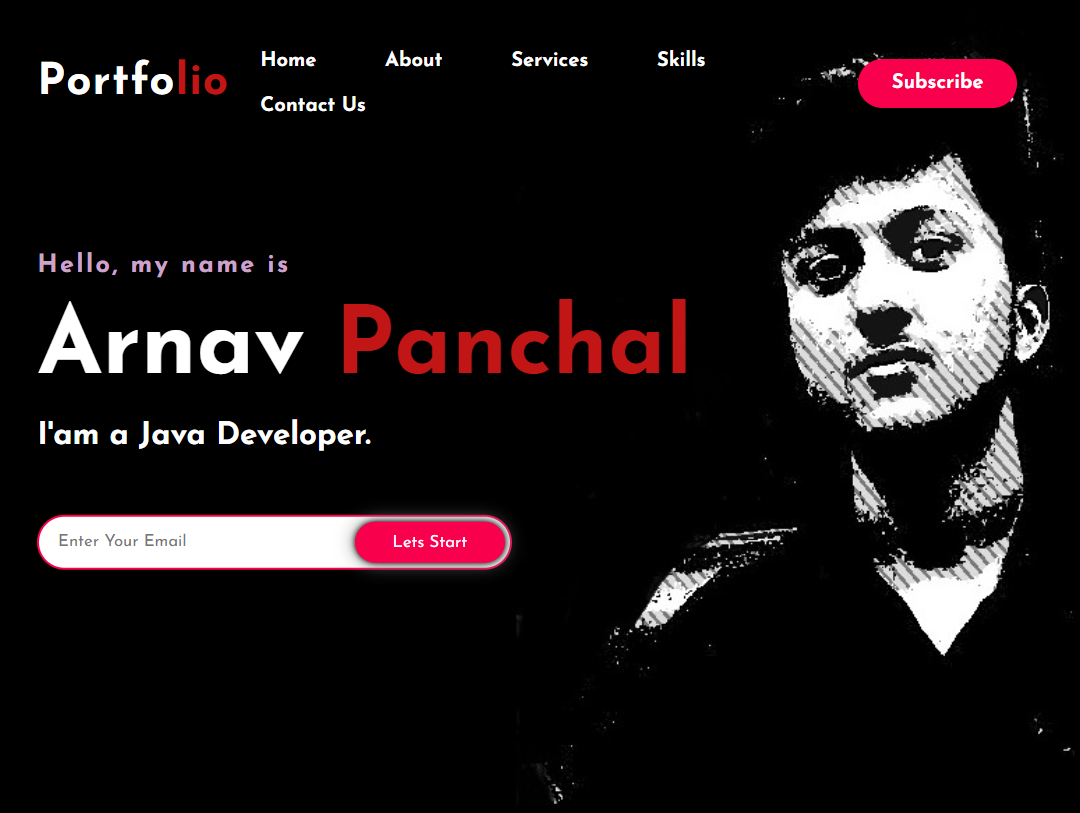 Portfolio
Home About Services Skills
Contact Us
Subscribe
Hello, my name is
Arnav Panchal
I'am a Java Developer.
Enter Your Email
Lets Start